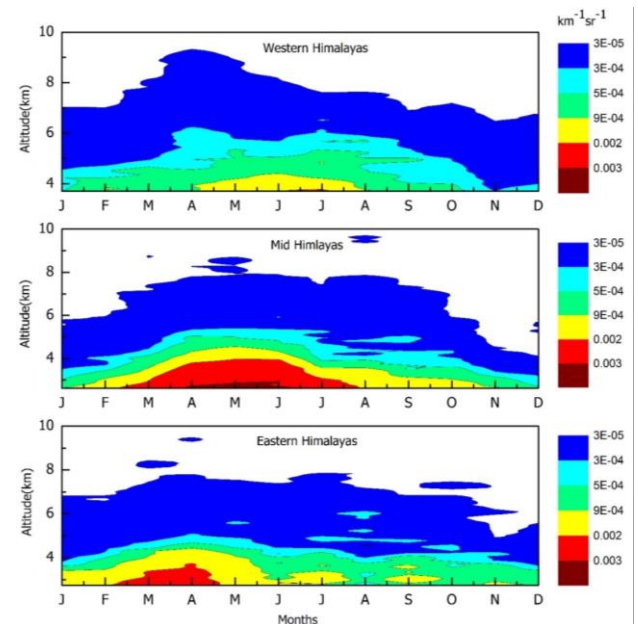 km-1sr-1
10
8
6
4
Altitude(km)
Western Himalayas
J F M A M J J A S O N D
3E-05
3E-04
5E-04
9E-04
0.002
0.003
10
8
6
4
Altitude(km)
Mid Himlayas
J F M A M J J A S O N D
3E-05
3E-04
5E-04
9E-04
0.002
0.003
10
8
6
4
Altitude(km)
Eastern Himalayas
J F M A M J J A S O N D
Months
3E-05
3E-04
5E-04
9E-04
0.002
0.003